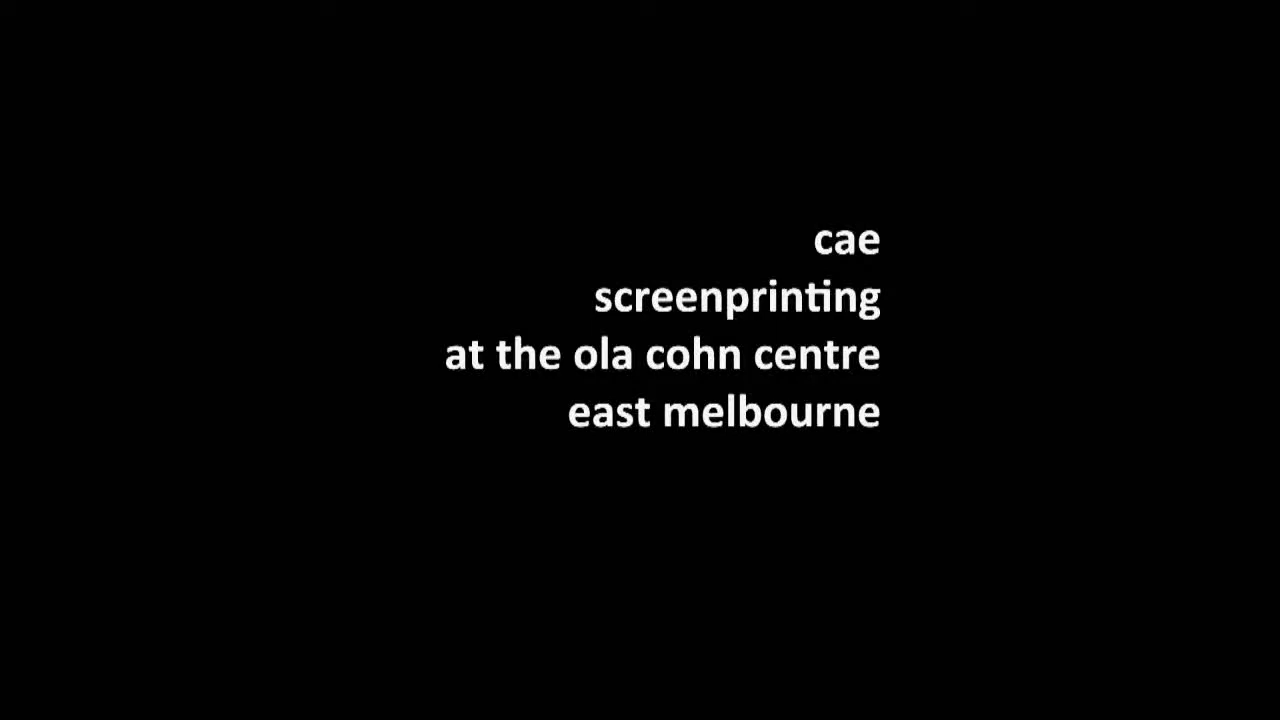 cae
screenprinting
at the ola cohn centre
east melbourne